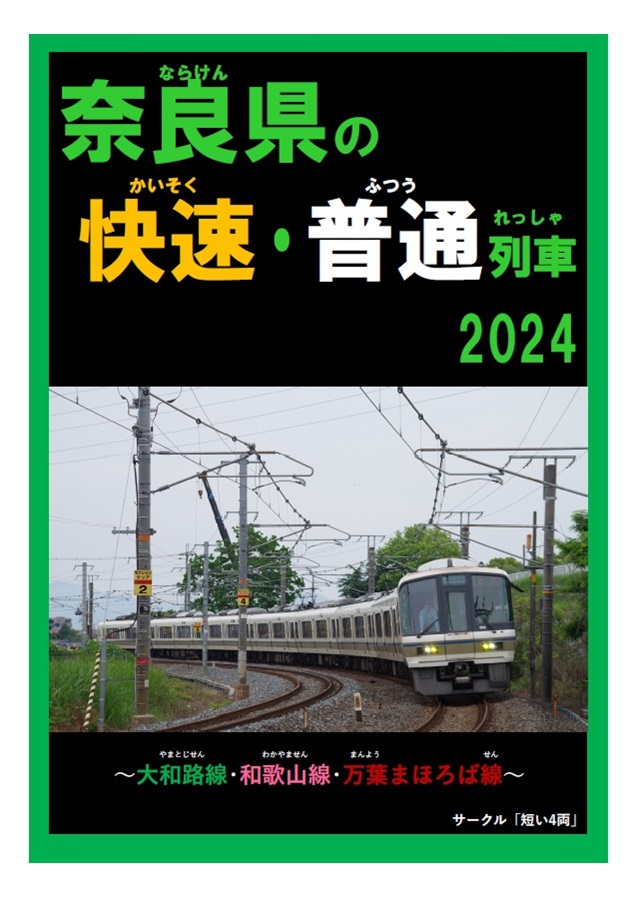 ならけん
奈良県の
かいそく ふつう
快速・普通列車
れっしゃ
2024
2
4
やまとじせん わかやません まんよう せん
～大和路線・和歌山線・万葉まほろば線～
サークル「短い4両」